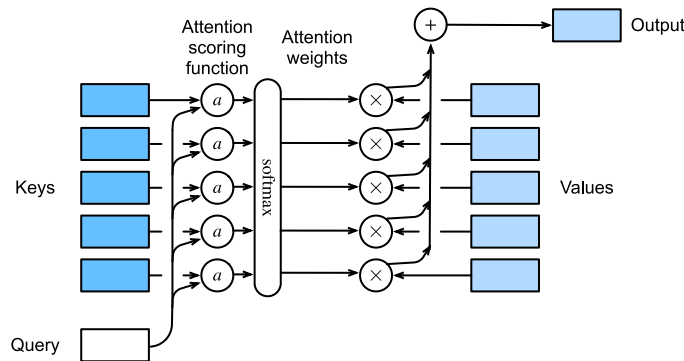 Attention
scoring
function
Attention
weights
+
Output
Keys
a
a
a
a
a
softmax
×
×
×
×
×
Values
Query